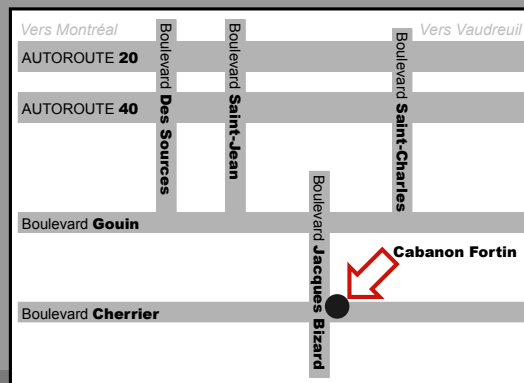 Vers Montréal
Vers Vaudreuil
AUTOROUTE 20
AUTOROUTE 40
Boulevard Des Sources
Boulevard Saint-Jean
Boulevard Saint-Charles
Boulevard Gouin
Boulevard Jacques Bizard
Cabanon Fortin
Boulevard Cherrier